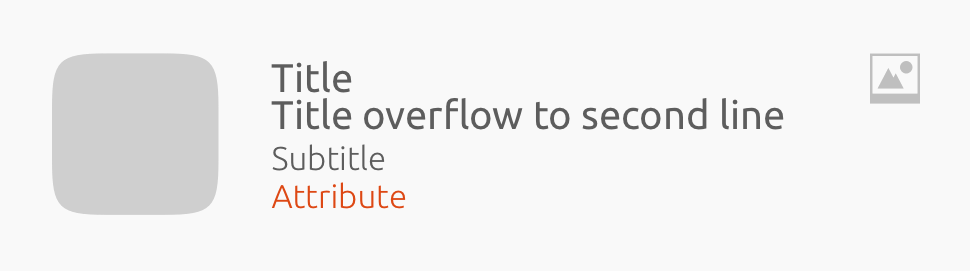 Title
Title overflow to second line
Subtitle
Attribute